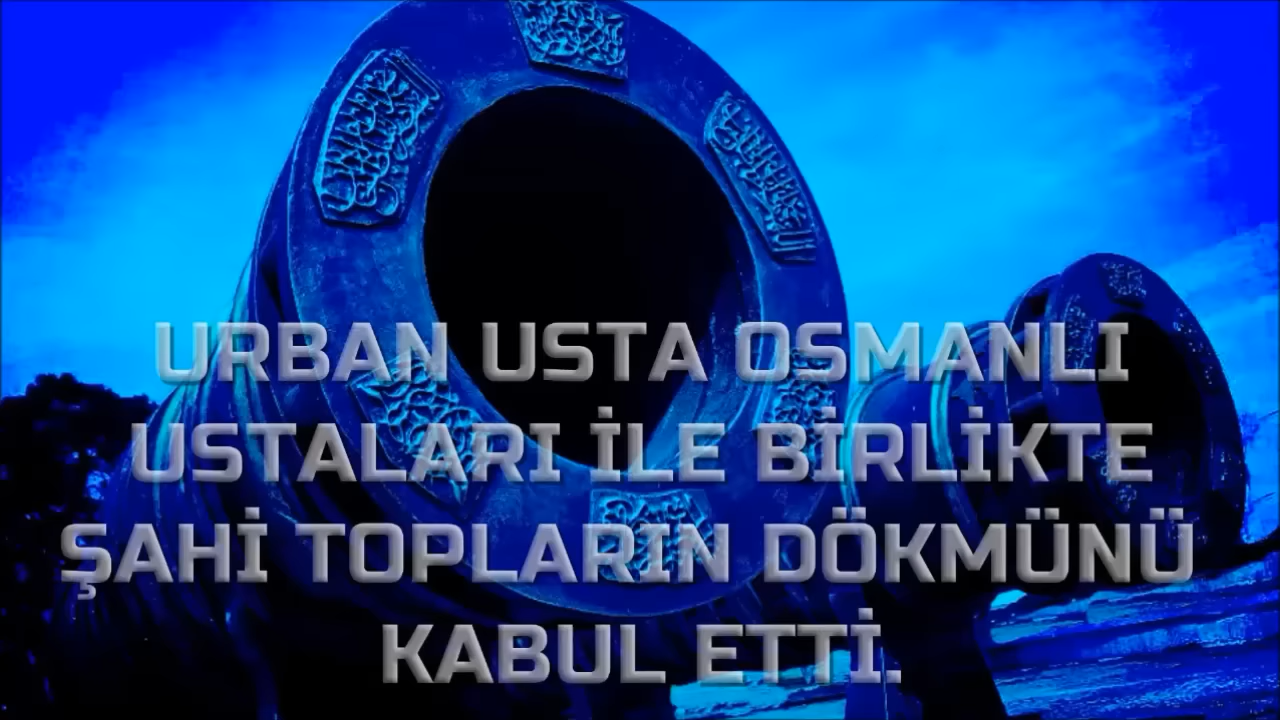 URBAN USTA OSMANLI
USTALARI İLE BİRLİKTE
ŞAHİ TOPLARIN DÖKMÜNÜ
KABUL ETTİ.